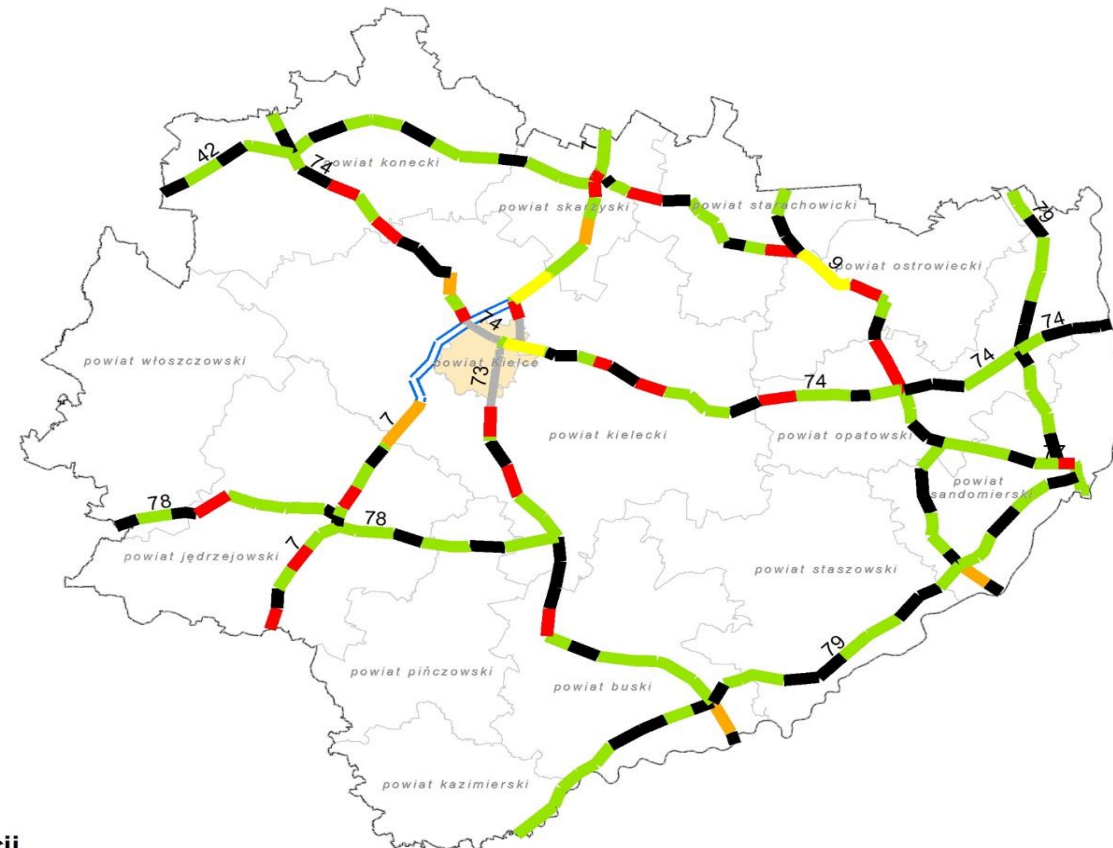 42
powiat konecki
74
7
powiat skarżyski
powiat starachowicki
79
9
powiat ostrowiecki
74
74
powiat włoszczowski
74
powiat Kielce
73
74
7
powiat kielecki
powiat opatowski
77
powiat
sandomierski
78
78
powiat jędrzejowski
7
powiat staszowski
79
powiat pińczowski
powiat buski
powiat kazimierski